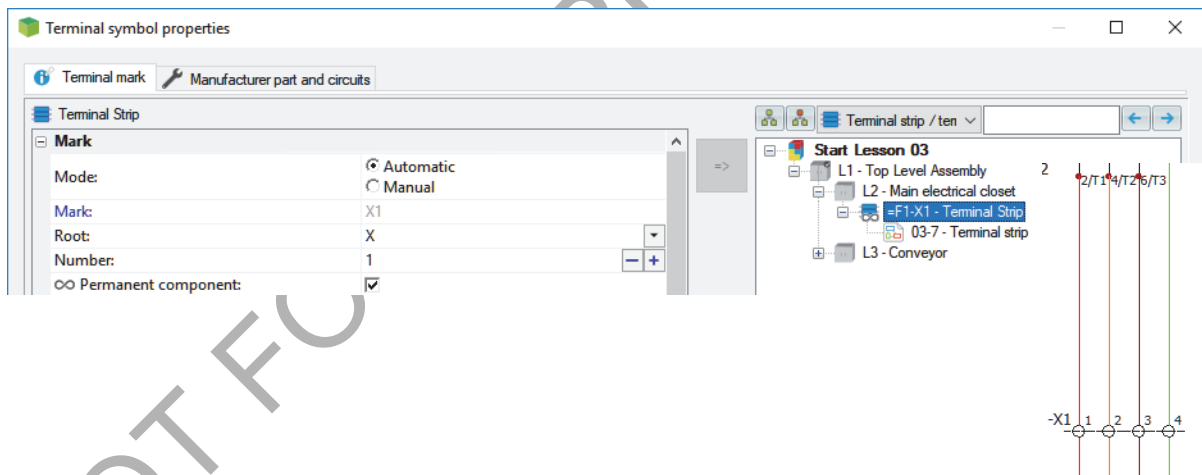 Terminal symbol properties
Terminal mark Manufacturer part and circuits
Terminal Strip
Terminal strip / ten
Mark
Mode:
Automatic
Manual
=>
Mark: X1
Root: X
Number: 1
Permanent component:
Start Lesson 03
L1 - Top Level Assembly
L2 - Main electrical closet
=F1-X1 - Terminal Strip
03-7 - Terminal strip
L3 - Conveyor
2
2/T1 4/T2 6/T3
-X1 1 2 3 4
OT FO